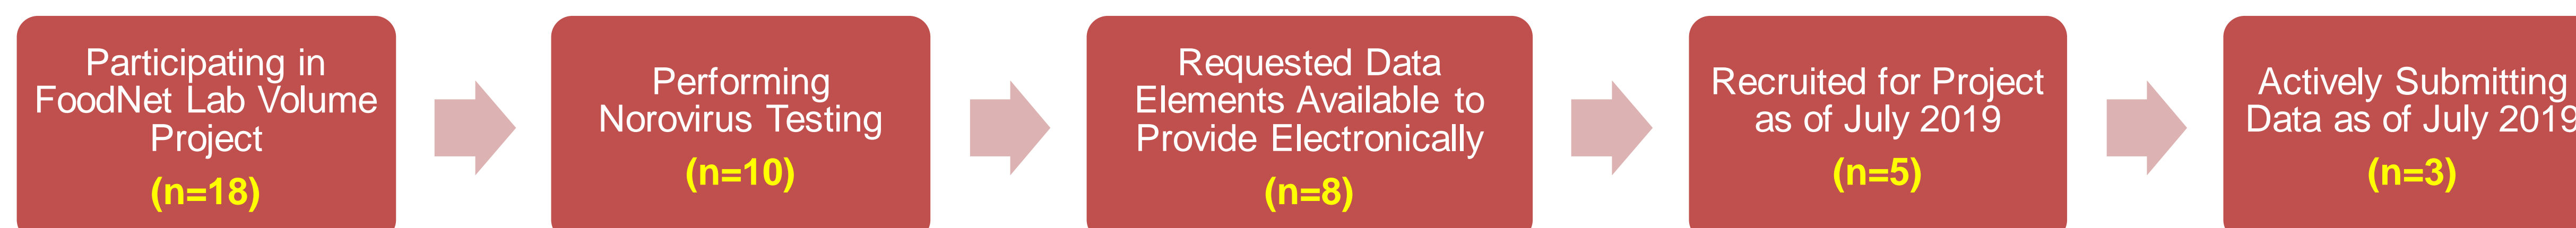 Participating in
FoodNet Lab Volume
Project
(n=18)
Performing
Norovirus Testing
(n=10)
Requested Data
Elements Available to
Provide Electronically
(n=8)
Recruited for Project
as of July 2019
(n=5)
Actively Submitting
Data as of July 2019
(n=3)